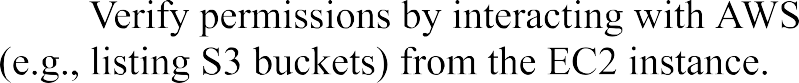 Verify permissions by interacting with AWS
(e.g., listing S3 buckets) from the EC2 instance.